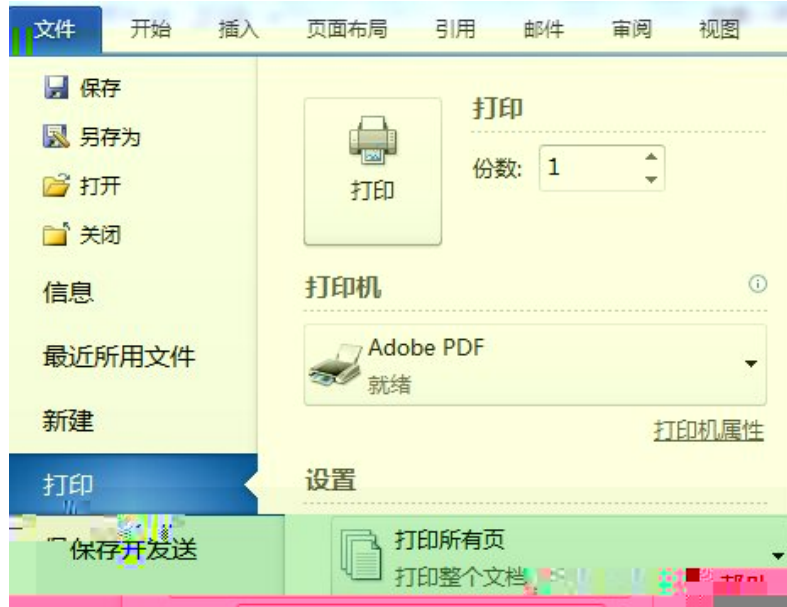 文件 开始 插入 页面布局 引用 邮件 审阅 视图
保存
另存为
打开
关闭
信息
最近所用文件
新建
打印
保存并发送
打印
打印
份数: 1
打印机
Adobe PDF
就绪
打印机属性
设置
打印所有页
打印整个文档